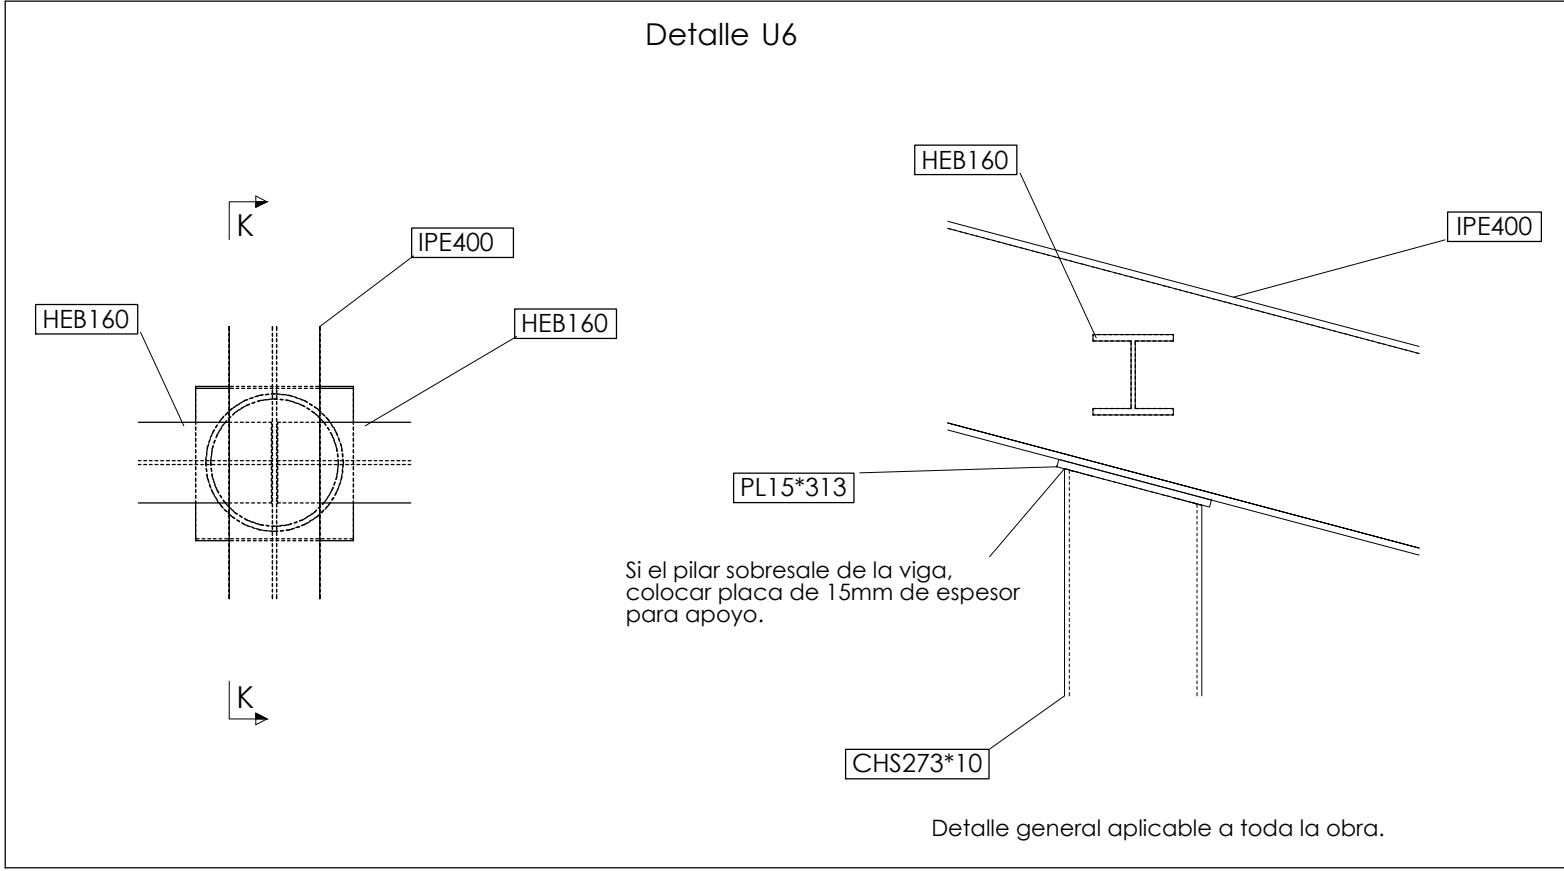 Detalle U6
K
IPE400
HEB160
HEB160
K
HEB160
IPE400
PL15*313
Si el pilar sobresale de la viga,
colocar placa de 15mm de espesor
para apoyo.
CHS273*10
Detalle general aplicable a toda la obra.